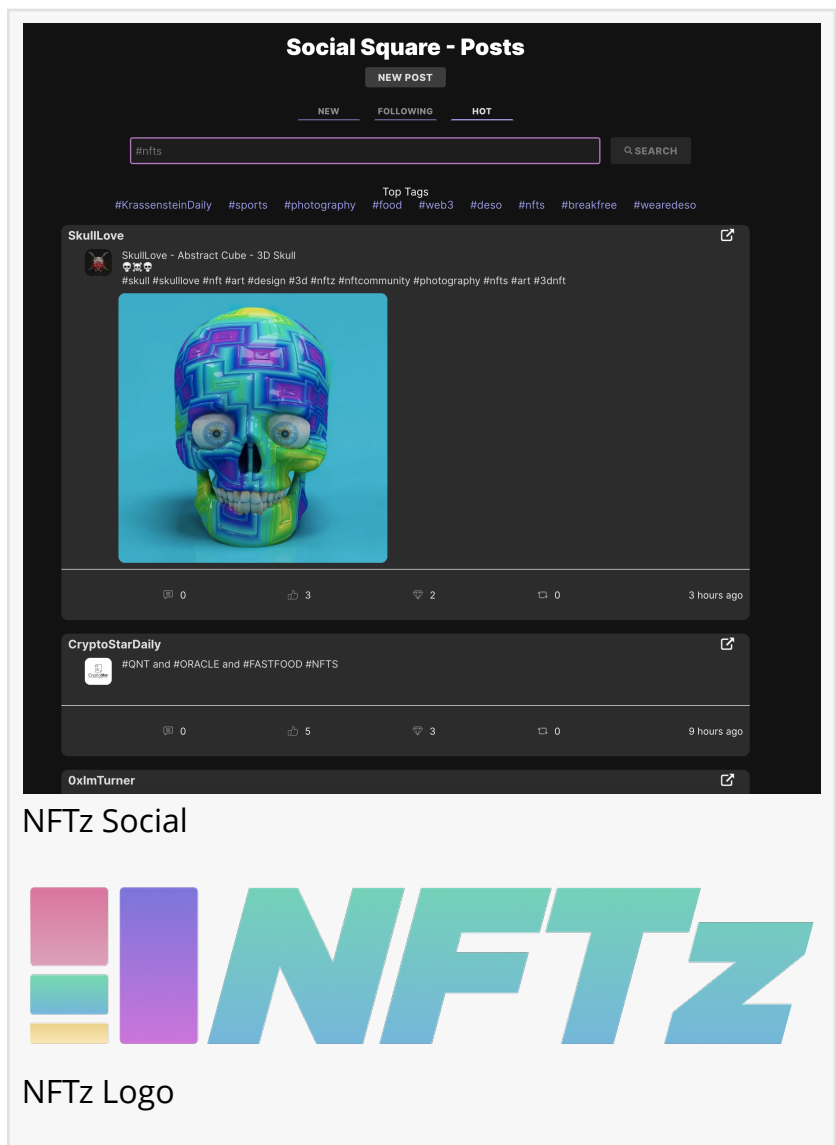 Social Square - Posts
NEW POST
NEW FOLLOWING HOT
#nfts
SEARCH
Top Tags
#KrassensteinDaily #sports #photography #food #web3 #deso #nfts #breakfree #wearedeso
SkullLove
SkullLove - Abstract Cube - 3D Skull
💀☠️💀
#skull #skulllove #nft #art #design #3d #nftz #nftcommunity #photography #nfts #art #3dnft
0 3 2 0 3 hours ago
CryptoStarDaily
#QNT and #ORACLE and #FASTFOOD #NFTS
0 5 3 0 9 hours ago
0xImTurner
NFTz Social
NFTz
NFTz Logo